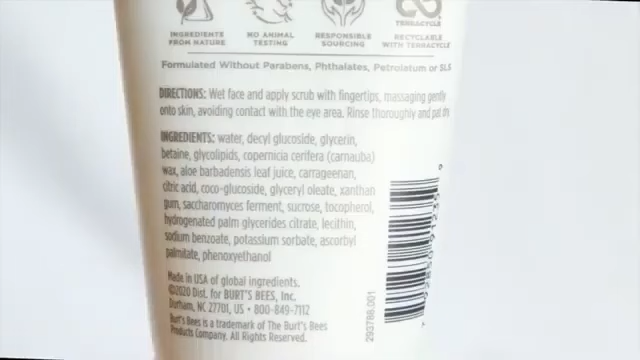 INGREDIENTS FROM NATURE
NO ANIMAL TESTING
RESPONSIBLE SOURCING
TERRACYCLE
RECYCLABLE WITH TERRACYCLE
Formulated Without Parabens, Phthalates, Petrolatum or SLS
DIRECTIONS: Wet face and apply scrub with fingertips, massaging gently
onto skin, avoiding contact with the eye area. Rinse thoroughly and pat
INGREDIENTS: water, decyl glucoside, glycerin,
betaine, glycolipids, copernicia cerifera (carnauba)
wax, aloe barbadensis leaf juice, carrageenan,
citric acid, coco-glucoside, glyceryl oleate, xanthan
gum, saccharomyces ferment, sucrose, tocopherol,
hydrogenated palm glycerides citrate, lecithin,
sodium benzoate, potassium sorbate, ascorbyl
palmitate, phenoxyethanol
Made in USA of global ingredients.
©2020 Dist. for BURT'S BEES, Inc.
Durham, NC 27701, US • 800-849-7112
Burt's Bees is a trademark of The Burt's Bees
Products Company. All Rights Reserved.
293788.001